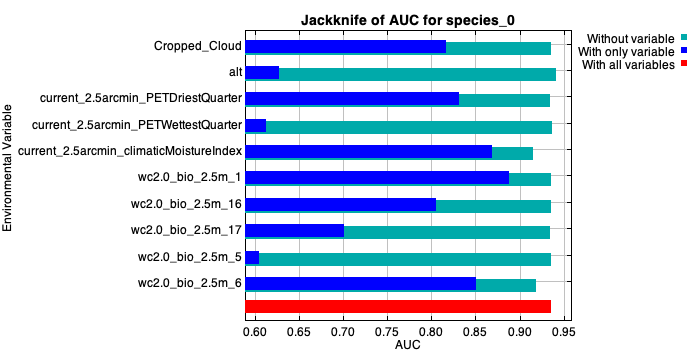 Jackknife of AUC for species_0
Without variable
With only variable
With all variables
Environmental Variable
Cropped_Cloud
alt
current_2.5arcmin_PETDriestQuarter
current_2.5arcmin_PETWettestQuarter
current_2.5arcmin_climaticMoistureIndex
wc2.0_bio_2.5m_1
wc2.0_bio_2.5m_16
wc2.0_bio_2.5m_17
wc2.0_bio_2.5m_5
wc2.0_bio_2.5m_6
0.60 0.65 0.70 0.75 0.80 0.85 0.90 0.95
AUC